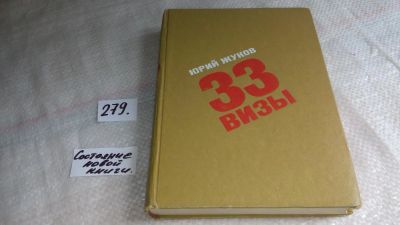 ЮРИЙ ЖУКОВ
33
ВИЗЫ
279.
Состояние
новой
книги.